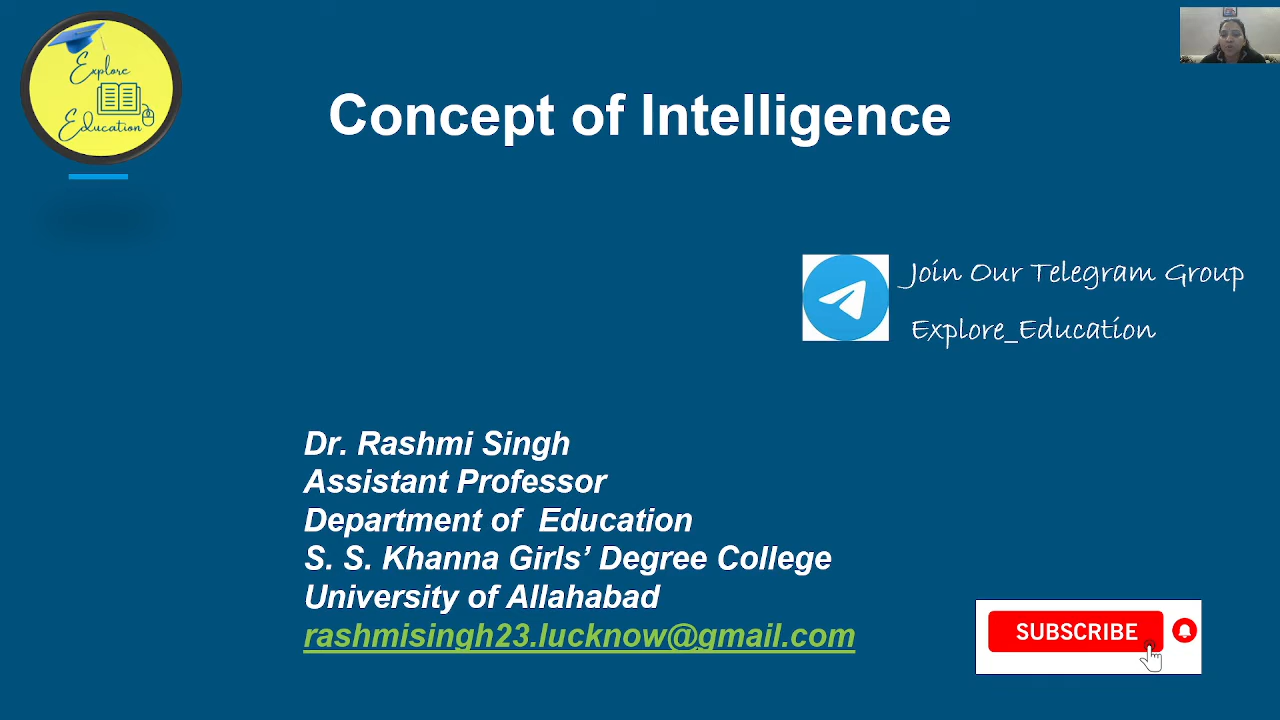 Explore
Education
Concept of Intelligence
Join Our Telegram Group
Explore_Education
Dr. Rashmi Singh
Assistant Professor
Department of Education
S. S. Khanna Girls’ Degree College
University of Allahabad
rashmisingh23.lucknow@gmail.com
SUBSCRIBE